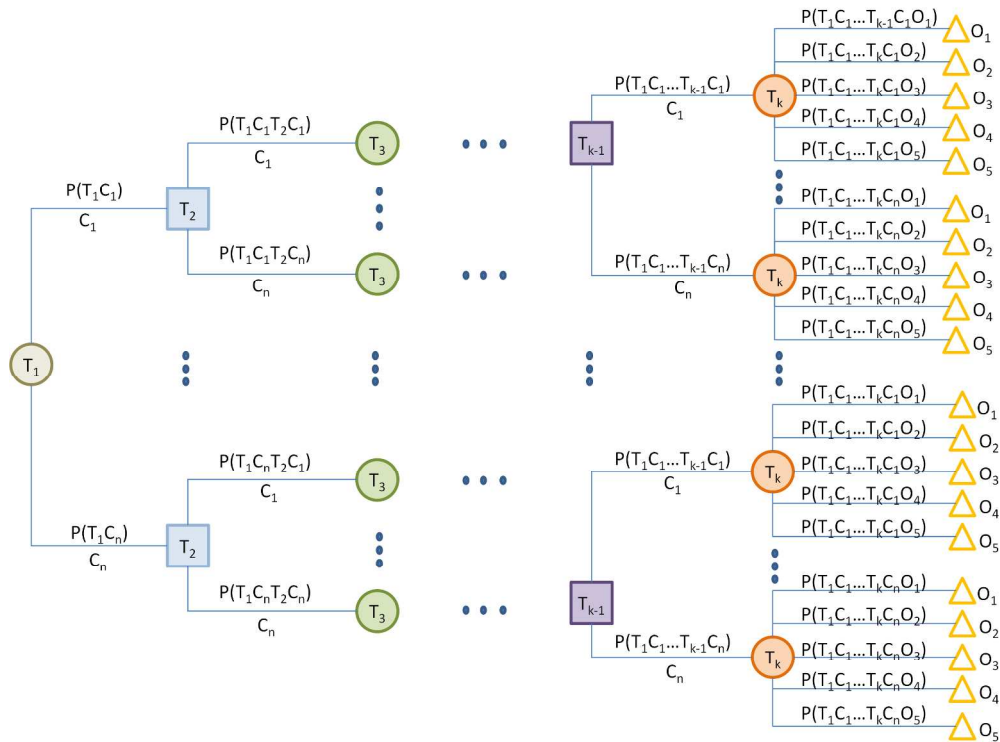 P(T₁C₁...Tₖ₋₁C₁O₁)
O₁
P(T₁C₁...TₖC₁O₂)
O₂
P(T₁C₁...Tₖ₋₁C₁)
C₁
Tₖ
P(T₁C₁...TₖC₁O₃)
O₃
P(T₁C₁...TₖC₁O₄)
O₄
P(T₁C₁T₂C₁)
C₁
T₃
Tₖ₋₁
P(T₁C₁...TₖC₁O₅)
O₅
P(T₁C₁)
C₁
T₂
P(T₁C₁...TₖCₙO₁)
O₁
P(T₁C₁...TₖCₙO₂)
O₂
P(T₁C₁T₂Cₙ)
Cₙ
T₃
P(T₁C₁...Tₖ₋₁Cₙ)
Cₙ
Tₖ
P(T₁C₁...TₖCₙO₃)
O₃
P(T₁C₁...TₖCₙO₄)
O₄
P(T₁C₁...TₖCₙO₅)
O₅
T₁
P(T₁C₁...TₖC₁O₁)
O₁
P(T₁C₁...TₖC₁O₂)
O₂
P(T₁CₙT₂C₁)
C₁
T₃
P(T₁C₁...Tₖ₋₁C₁)
C₁
Tₖ
P(T₁C₁...TₖC₁O₃)
O₃
P(T₁C₁...TₖC₁O₄)
O₄
P(T₁C₁...TₖC₁O₅)
O₅
P(T₁Cₙ)
Cₙ
T₂
P(T₁CₙT₂Cₙ)
Cₙ
T₃
Tₖ₋₁
P(T₁C₁...TₖCₙO₁)
O₁
P(T₁C₁...TₖCₙO₂)
O₂
P(T₁C₁...Tₖ₋₁Cₙ)
Cₙ
Tₖ
P(T₁C₁...TₖCₙO₃)
O₃
P(T₁C₁...TₖCₙO₄)
O₄
P(T₁C₁...TₖCₙO₅)
O₅